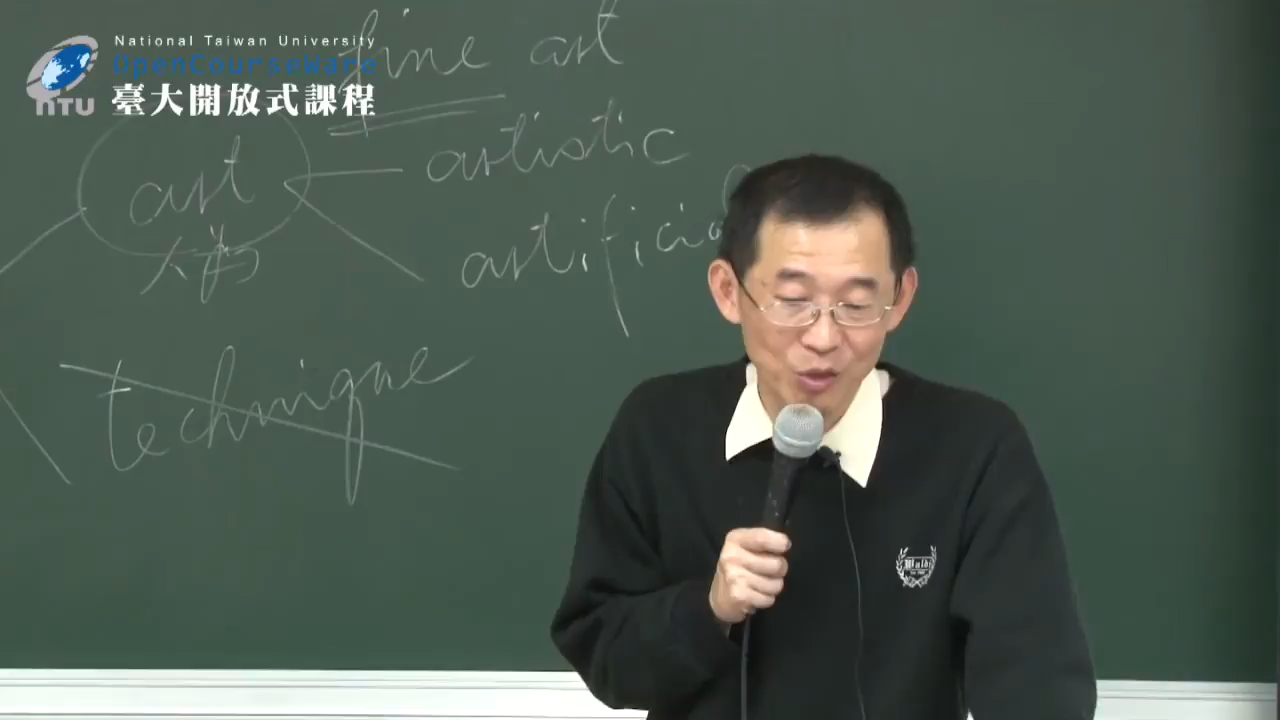 National Taiwan University
OpenCourseWare
臺大開放式課程
NTU
fine art
art
artistic
人為
artificial
technique